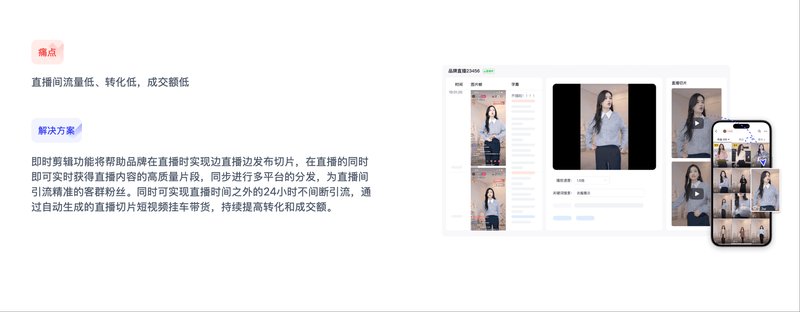 痛点
直播间流量低、转化低，成交额低
解决方案
即时剪辑功能将帮助品牌在直播时实现边直播边发布切片，在直播的同时
即可实时获得直播内容的高质量片段，同步进行多平台的分发，为直播间
引流精准的客群粉丝。同时可实现直播时间之外的24小时不间断引流，通
过自动生成的直播切片短视频挂车带货，持续提高转化和成交额。
品牌直播23456
时间
图片帧
字幕
直播切片